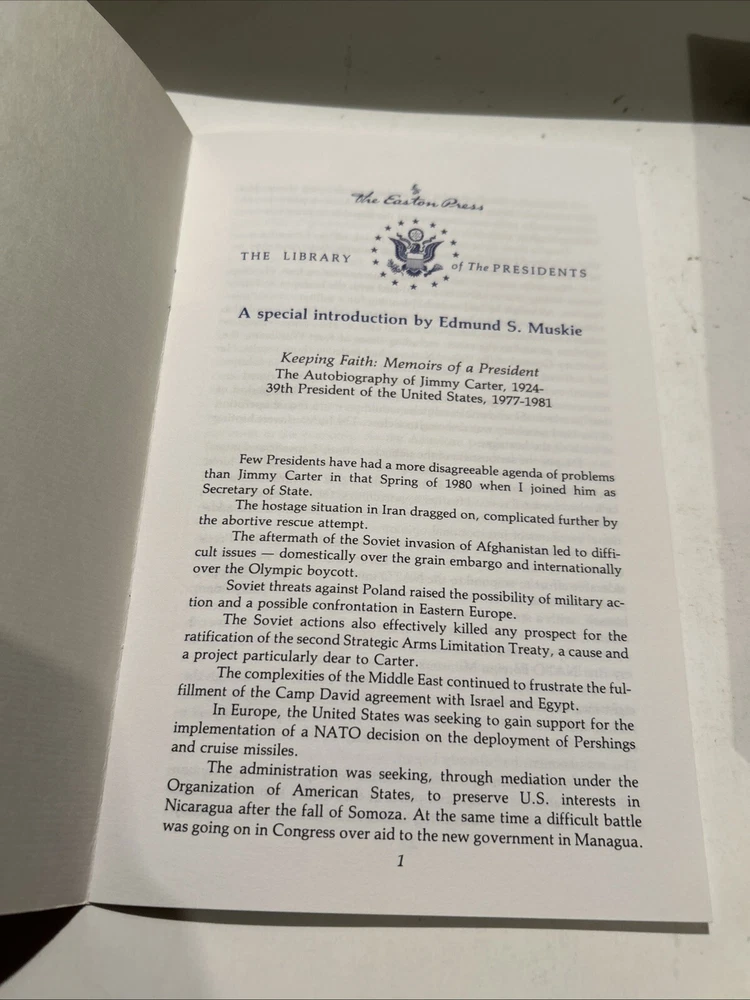 The Easton Press
THE LIBRARY of The PRESIDENTS
A special introduction by Edmund S. Muskie
Keeping Faith: Memoirs of a President
The Autobiography of Jimmy Carter, 1924-
39th President of the United States, 1977-1981
Few Presidents have had a more disagreeable agenda of problems
than Jimmy Carter in that Spring of 1980 when I joined him as
Secretary of State.
The hostage situation in Iran dragged on, complicated further by
the abortive rescue attempt.
The aftermath of the Soviet invasion of Afghanistan led to diffi-
cult issues — domestically over the grain embargo and internationally
over the Olympic boycott.
Soviet threats against Poland raised the possibility of military ac-
tion and a possible confrontation in Eastern Europe.
The Soviet actions also effectively killed any prospect for the
ratification of the second Strategic Arms Limitation Treaty, a cause and
a project particularly dear to Carter.
The complexities of the Middle East continued to frustrate the ful-
fillment of the Camp David agreement with Israel and Egypt.
In Europe, the United States was seeking to gain support for the
implementation of a NATO decision on the deployment of Pershings
and cruise missiles.
The administration was seeking, through mediation under the
Organization of American States, to preserve U.S. interests in
Nicaragua after the fall of Somoza. At the same time a difficult battle
was going on in Congress over aid to the new government in Managua.
1